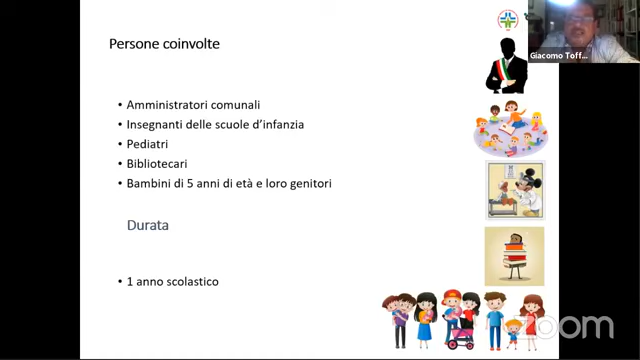 Persone coinvolte
Giacomo Toff...
• Amministratori comunali
• Insegnanti delle scuole d'infanzia
• Pediatri
• Bibliotecari
• Bambini di 5 anni di età e loro genitori
Durata
• 1 anno scolastico
zoom